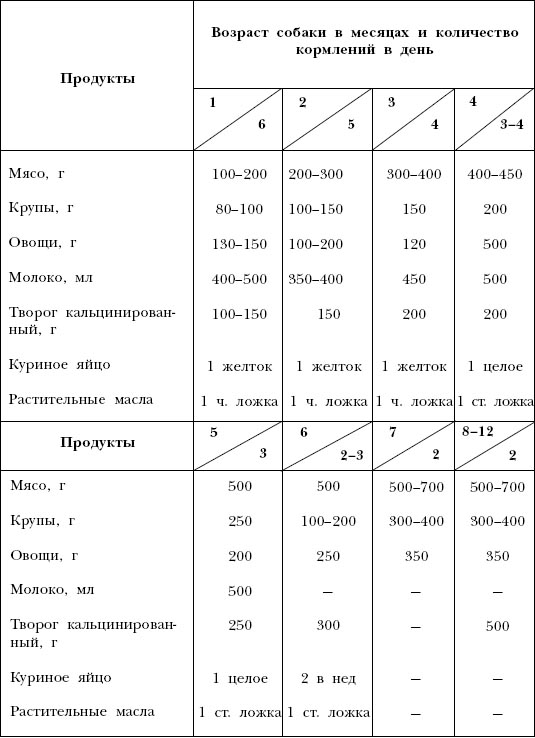 Продукты
Возраст собаки в месяцах и количество
кормлений в день
1 6 2 5 3 4 4 3–4
Мясо, г 100–200 200–300 300–400 400–450
Крупы, г 80–100 100–150 150 200
Овощи, г 130–150 100–200 120 500
Молоко, мл 400–500 350–400 450 500
Творог кальцинирован- 100–150 150 200 200
ный, г
Куриное яйцо 1 желток 1 желток 1 желток 1 целое
Растительные масла 1 ч. ложка 1 ч. ложка 1 ч. ложка 1 ст. ложка
Продукты 5 3 6 2–3 7 2 8–12 2
Мясо, г 500 500 500–700 500–700
Крупы, г 250 100–200 300–400 300–400
Овощи, г 200 250 350 350
Молоко, мл 500 – – –
Творог кальцинирован- 250 300 – 500
ный, г
Куриное яйцо 1 целое 2 в нед – –
Растительные масла 1 ст. ложка 1 ст. ложка – –